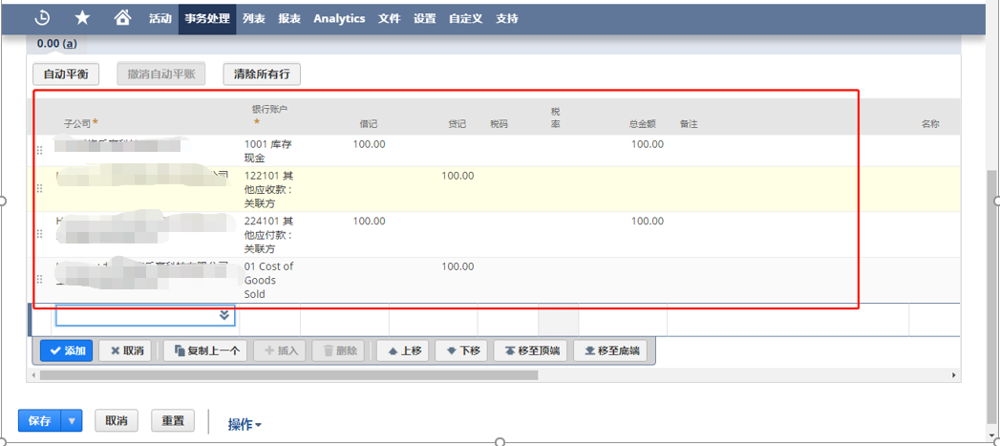 活动 事务处理 列表 报表 Analytics 文件 设置 自定义 支持
0.00 (a)
自动平衡 撤消自动平账 清除所有行
子公司* 银行账户* 借记 贷记 税码 税率 总金额 备注 名称
1001 库存
现金
100.00 100.00
公司
122101 其
他应收款 :
关联方
100.00
224101 其
他应付款 :
关联方
100.00 100.00
01 Cost of
Goods
Sold
100.00
添加 取消 复制上一个 插入 删除 上移 下移 移至顶端 移至底端
保存 取消 重置 操作